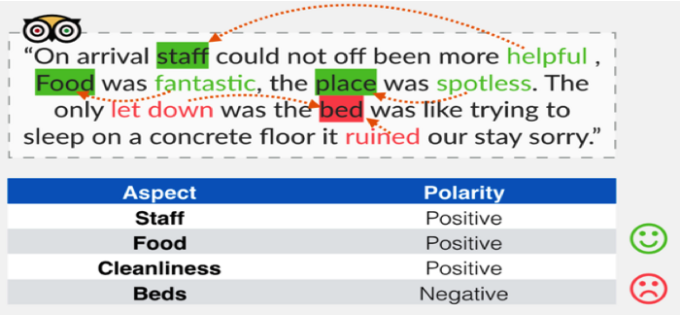 “On arrival staff could not off been more helpful ,
Food was fantastic, the place was spotless. The
only let down was the bed was like trying to
sleep on a concrete floor it ruined our stay sorry.”
Aspect Polarity
Staff Positive
Food Positive
Cleanliness Positive
Beds Negative